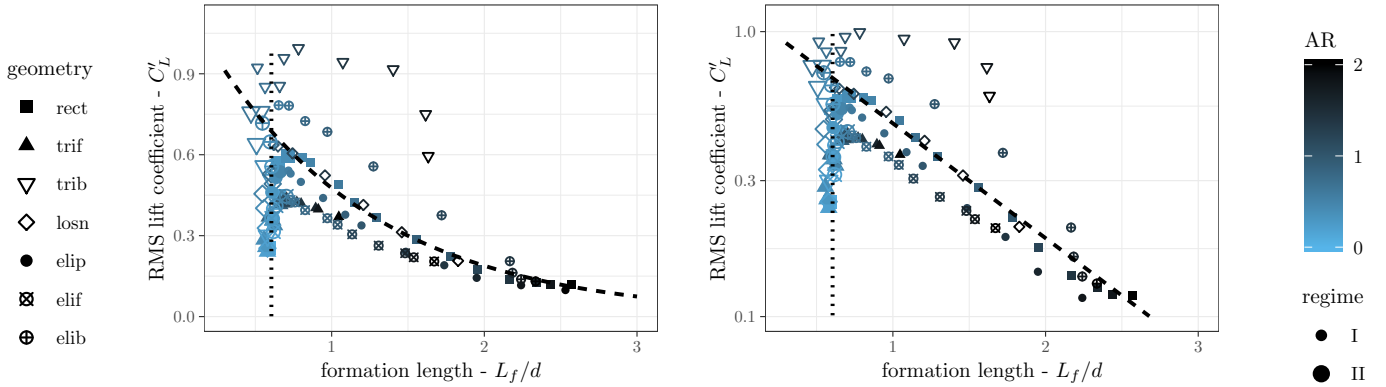 geometry
rect
trif
trib
losn
elip
elif
elib
RMS lift coefficient - C′_L
0.9
0.6
0.3
0.0
1
2
3
formation length - L_f/d
RMS lift coefficient - C′_L
1.0
0.3
0.1
1
2
3
formation length - L_f/d
AR
2
1
0
regime
I
II